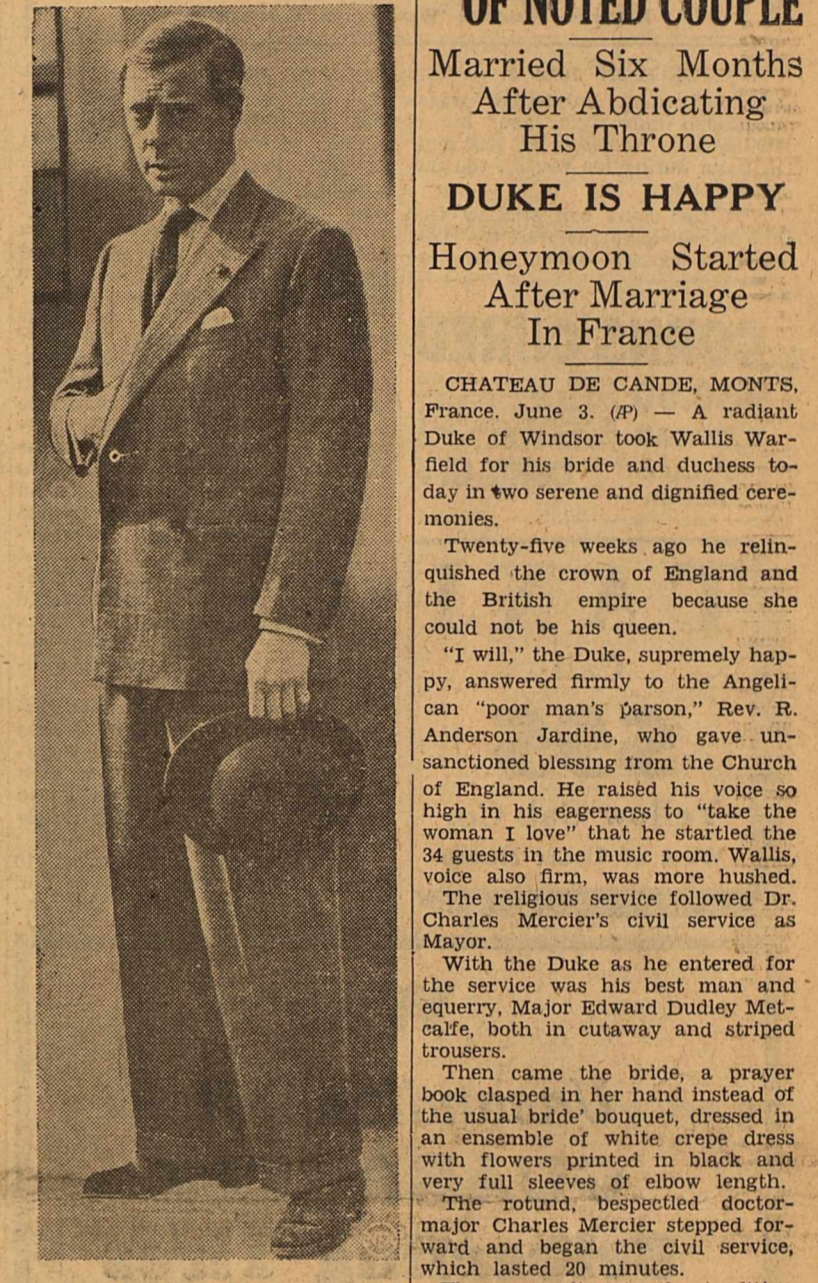 OF NOTED COUPLE
Married Six Months
After Abdicating
His Throne
DUKE IS HAPPY
Honeymoon Started
After Marriage
In France
CHATEAU DE CANDE, MONTS,
France. June 3. (AP) — A radiant
Duke of Windsor took Wallis War-
field for his bride and duchess to-
day in two serene and dignified cere-
monies.
Twenty-five weeks ago he relin-
quished the crown of England and
the British empire because she
could not be his queen.
"I will," the Duke, supremely hap-
py, answered firmly to the Angeli-
can "poor man's parson," Rev. R.
Anderson Jardine, who gave un-
sanctioned blessing from the Church
of England. He raised his voice so
high in his eagerness to "take the
woman I love" that he startled the
34 guests in the music room. Wallis,
voice also firm, was more hushed.
The religious service followed Dr.
Charles Mercier's civil service as
Mayor.
With the Duke as he entered for
the service was his best man and
equerry, Major Edward Dudley Met-
calfe, both in cutaway and striped
trousers.
Then came the bride, a prayer
book clasped in her hand instead of
the usual bride' bouquet, dressed in
an ensemble of white crepe dress
with flowers printed in black and
very full sleeves of elbow length.
The rotund, bespectled doctor-
major Charles Mercier stepped for-
ward and began the civil service,
which lasted 20 minutes.